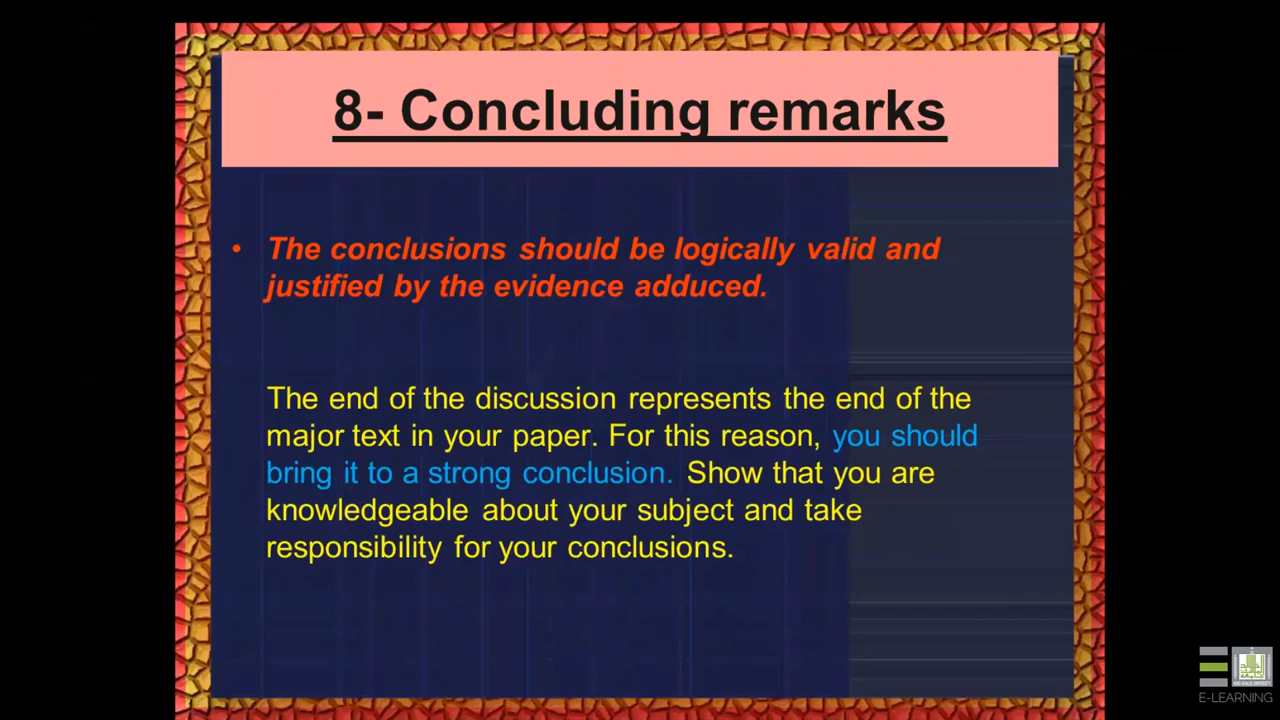 8- Concluding remarks
• The conclusions should be logically valid and
justified by the evidence adduced.
The end of the discussion represents the end of the
major text in your paper. For this reason, you should
bring it to a strong conclusion. Show that you are
knowledgeable about your subject and take
responsibility for your conclusions.
E-LEARNING